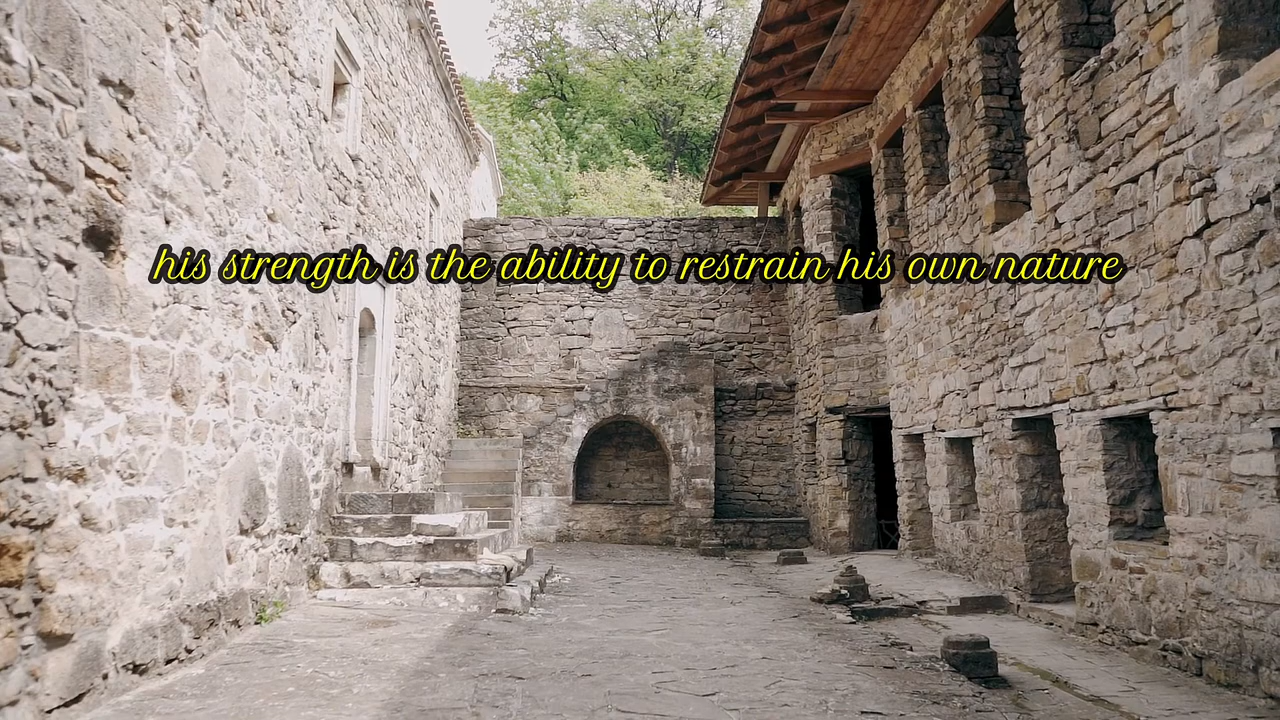 his strength is the ability to restrain his own nature